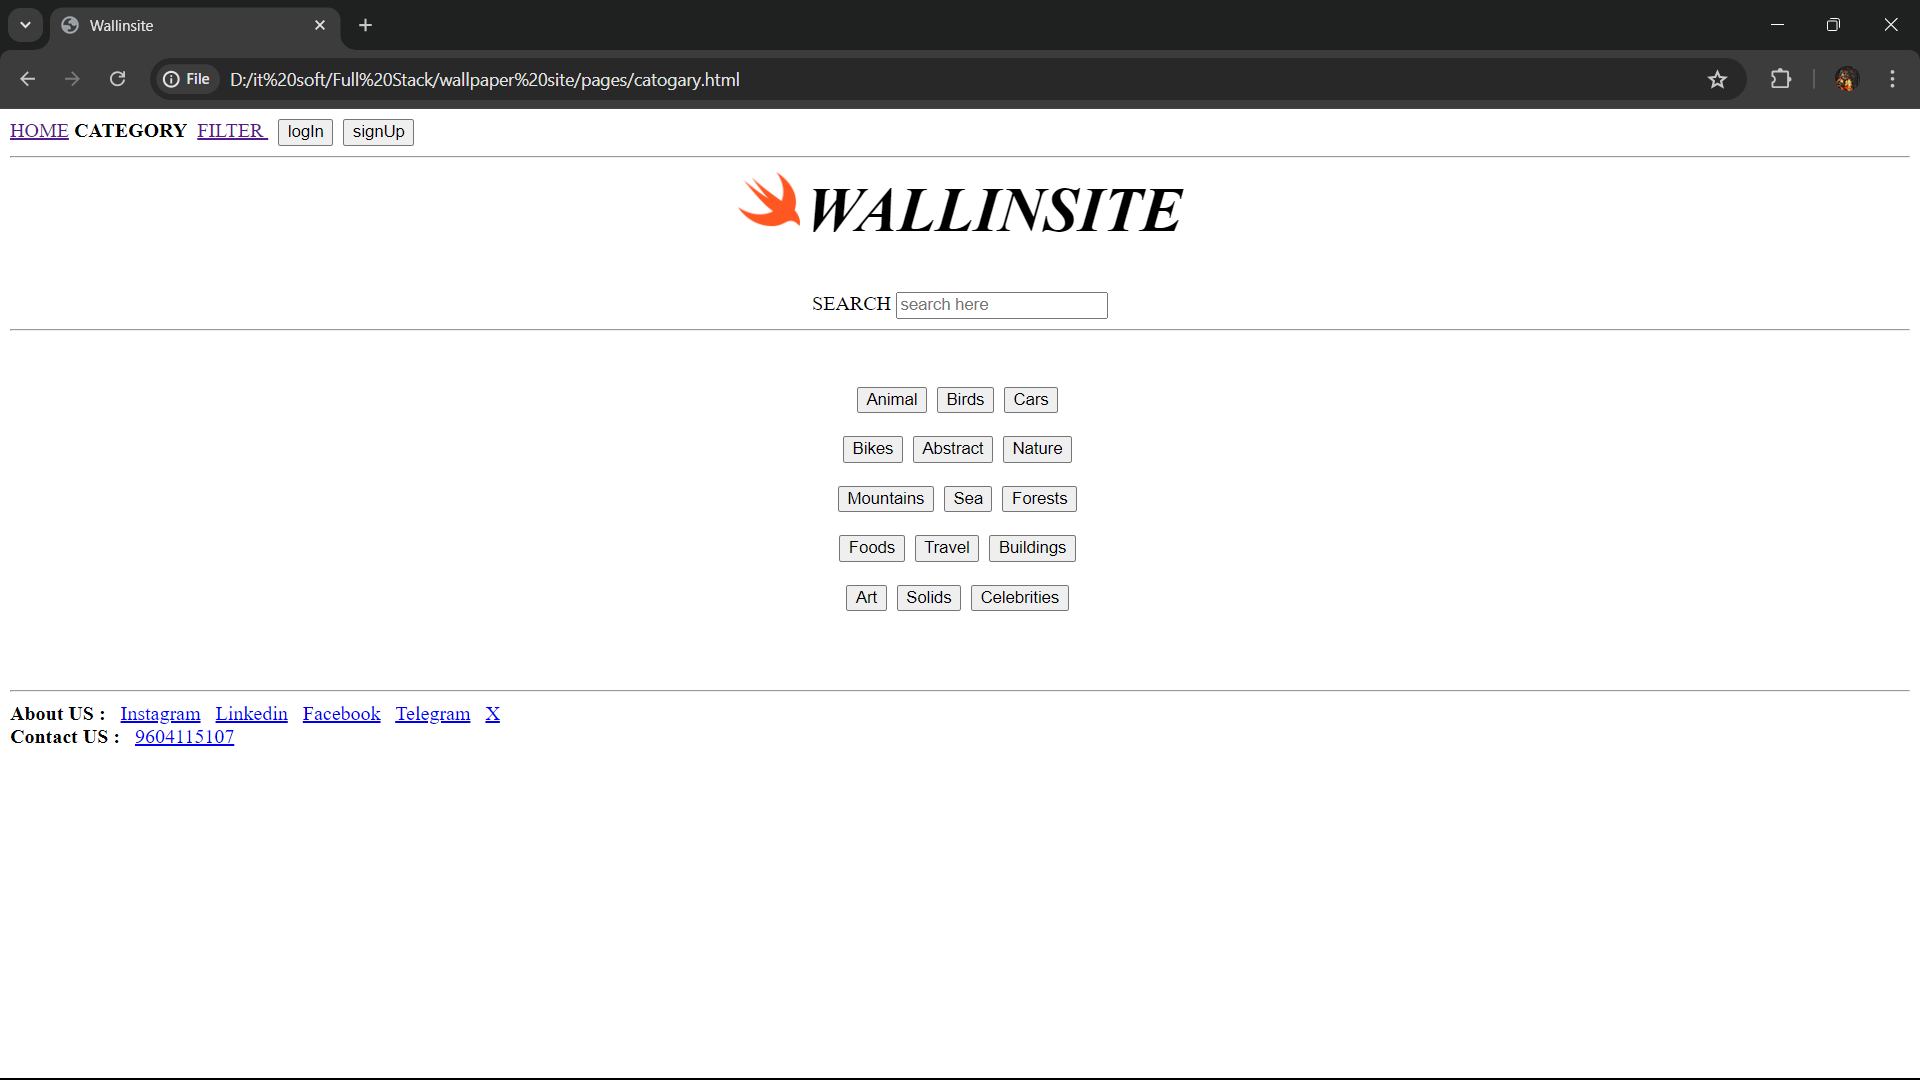 Wallinsite
File D:/it%20soft/Full%20Stack/wallpaper%20site/pages/catogary.html
HOME CATEGORY FILTER logIn signUp
WALLINSITE
SEARCH search here
Animal Birds Cars
Bikes Abstract Nature
Mountains Sea Forests
Foods Travel Buildings
Art Solids Celebrities
About US : Instagram Linkedin Facebook Telegram X
Contact US : 9604115107